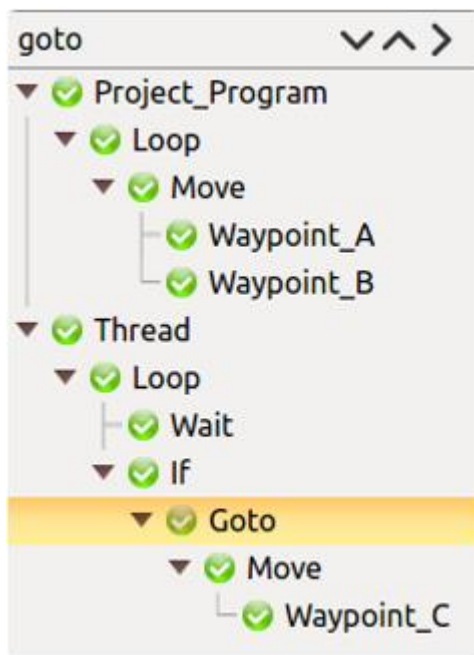 goto
Project_Program
Loop
Move
Waypoint_A
Waypoint_B
Thread
Loop
Wait
If
Goto
Move
Waypoint_C